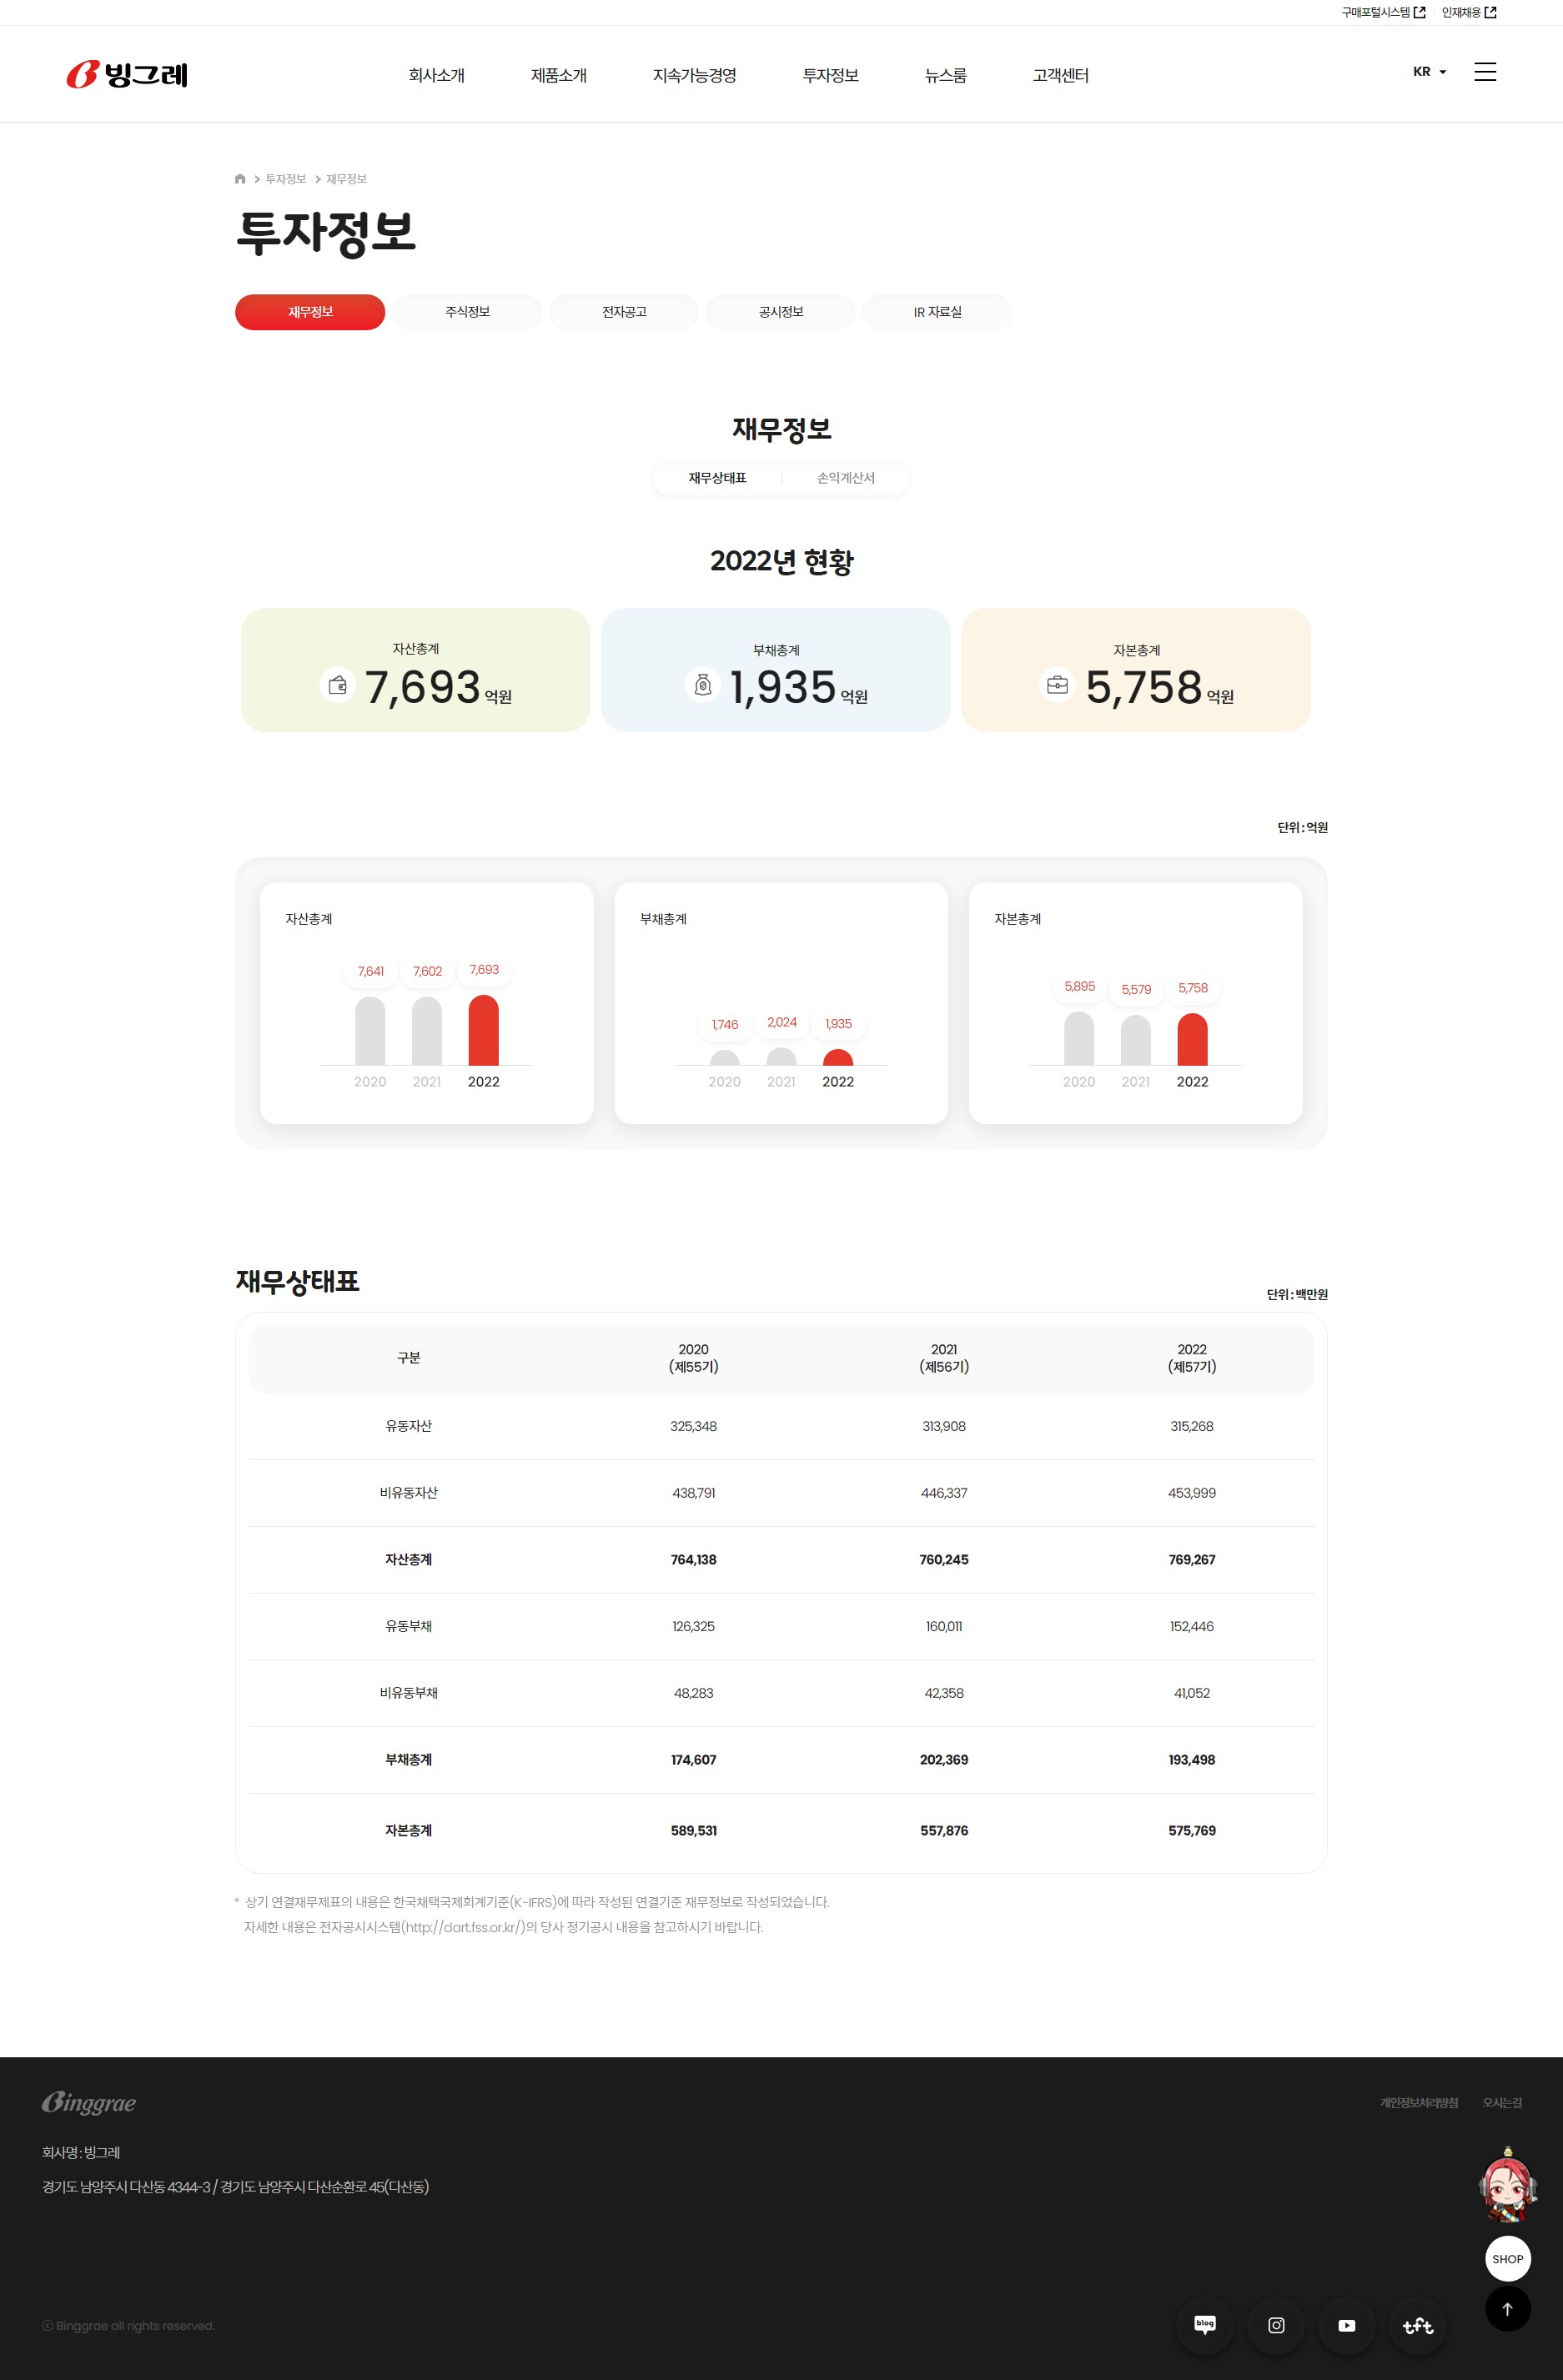 구매포털시스템 인재채용
빙그레 회사소개 제품소개 지속가능경영 투자정보 뉴스룸 고객센터 KR
투자정보 재무정보
투자정보
재무정보 주식정보 전자공고 공시정보 IR 자료실
재무정보
재무상태표 손익계산서
2022년 현황
자산총계 부채총계 자본총계
7,693 억원 1,935 억원 5,758 억원
단위 : 억원
자산총계 부채총계 자본총계
7,641 7,602 7,693 1,746 2,024 1,935 5,895 5,579 5,758
2020 2021 2022 2020 2021 2022 2020 2021 2022
재무상태표
단위 : 백만원
구분 2020 2021 2022
(제55기) (제56기) (제57기)
유동자산 325,348 313,908 315,268
비유동자산 438,791 446,337 453,999
자산총계 764,138 760,245 769,267
유동부채 126,325 160,011 152,446
비유동부채 48,283 42,358 41,052
부채총계 174,607 202,369 193,498
자본총계 589,531 557,876 575,769
* 상기 연결재무제표의 내용은 한국채택국제회계기준(K-IFRS)에 따라 작성된 연결기준 재무정보로 작성되었습니다.
자세한 내용은 전자공시시스템(http://dart.fss.or.kr/)의 당사 정기공시 내용을 참고하시기 바랍니다.
Binggrae 개인정보처리방침 오시는길
회사명 : 빙그레
경기도 남양주시 다산동 4344-3 / 경기도 남양주시 다산순환로 45(다산동)
SHOP
ⓒ Binggrae all rights reserved.
blog tft